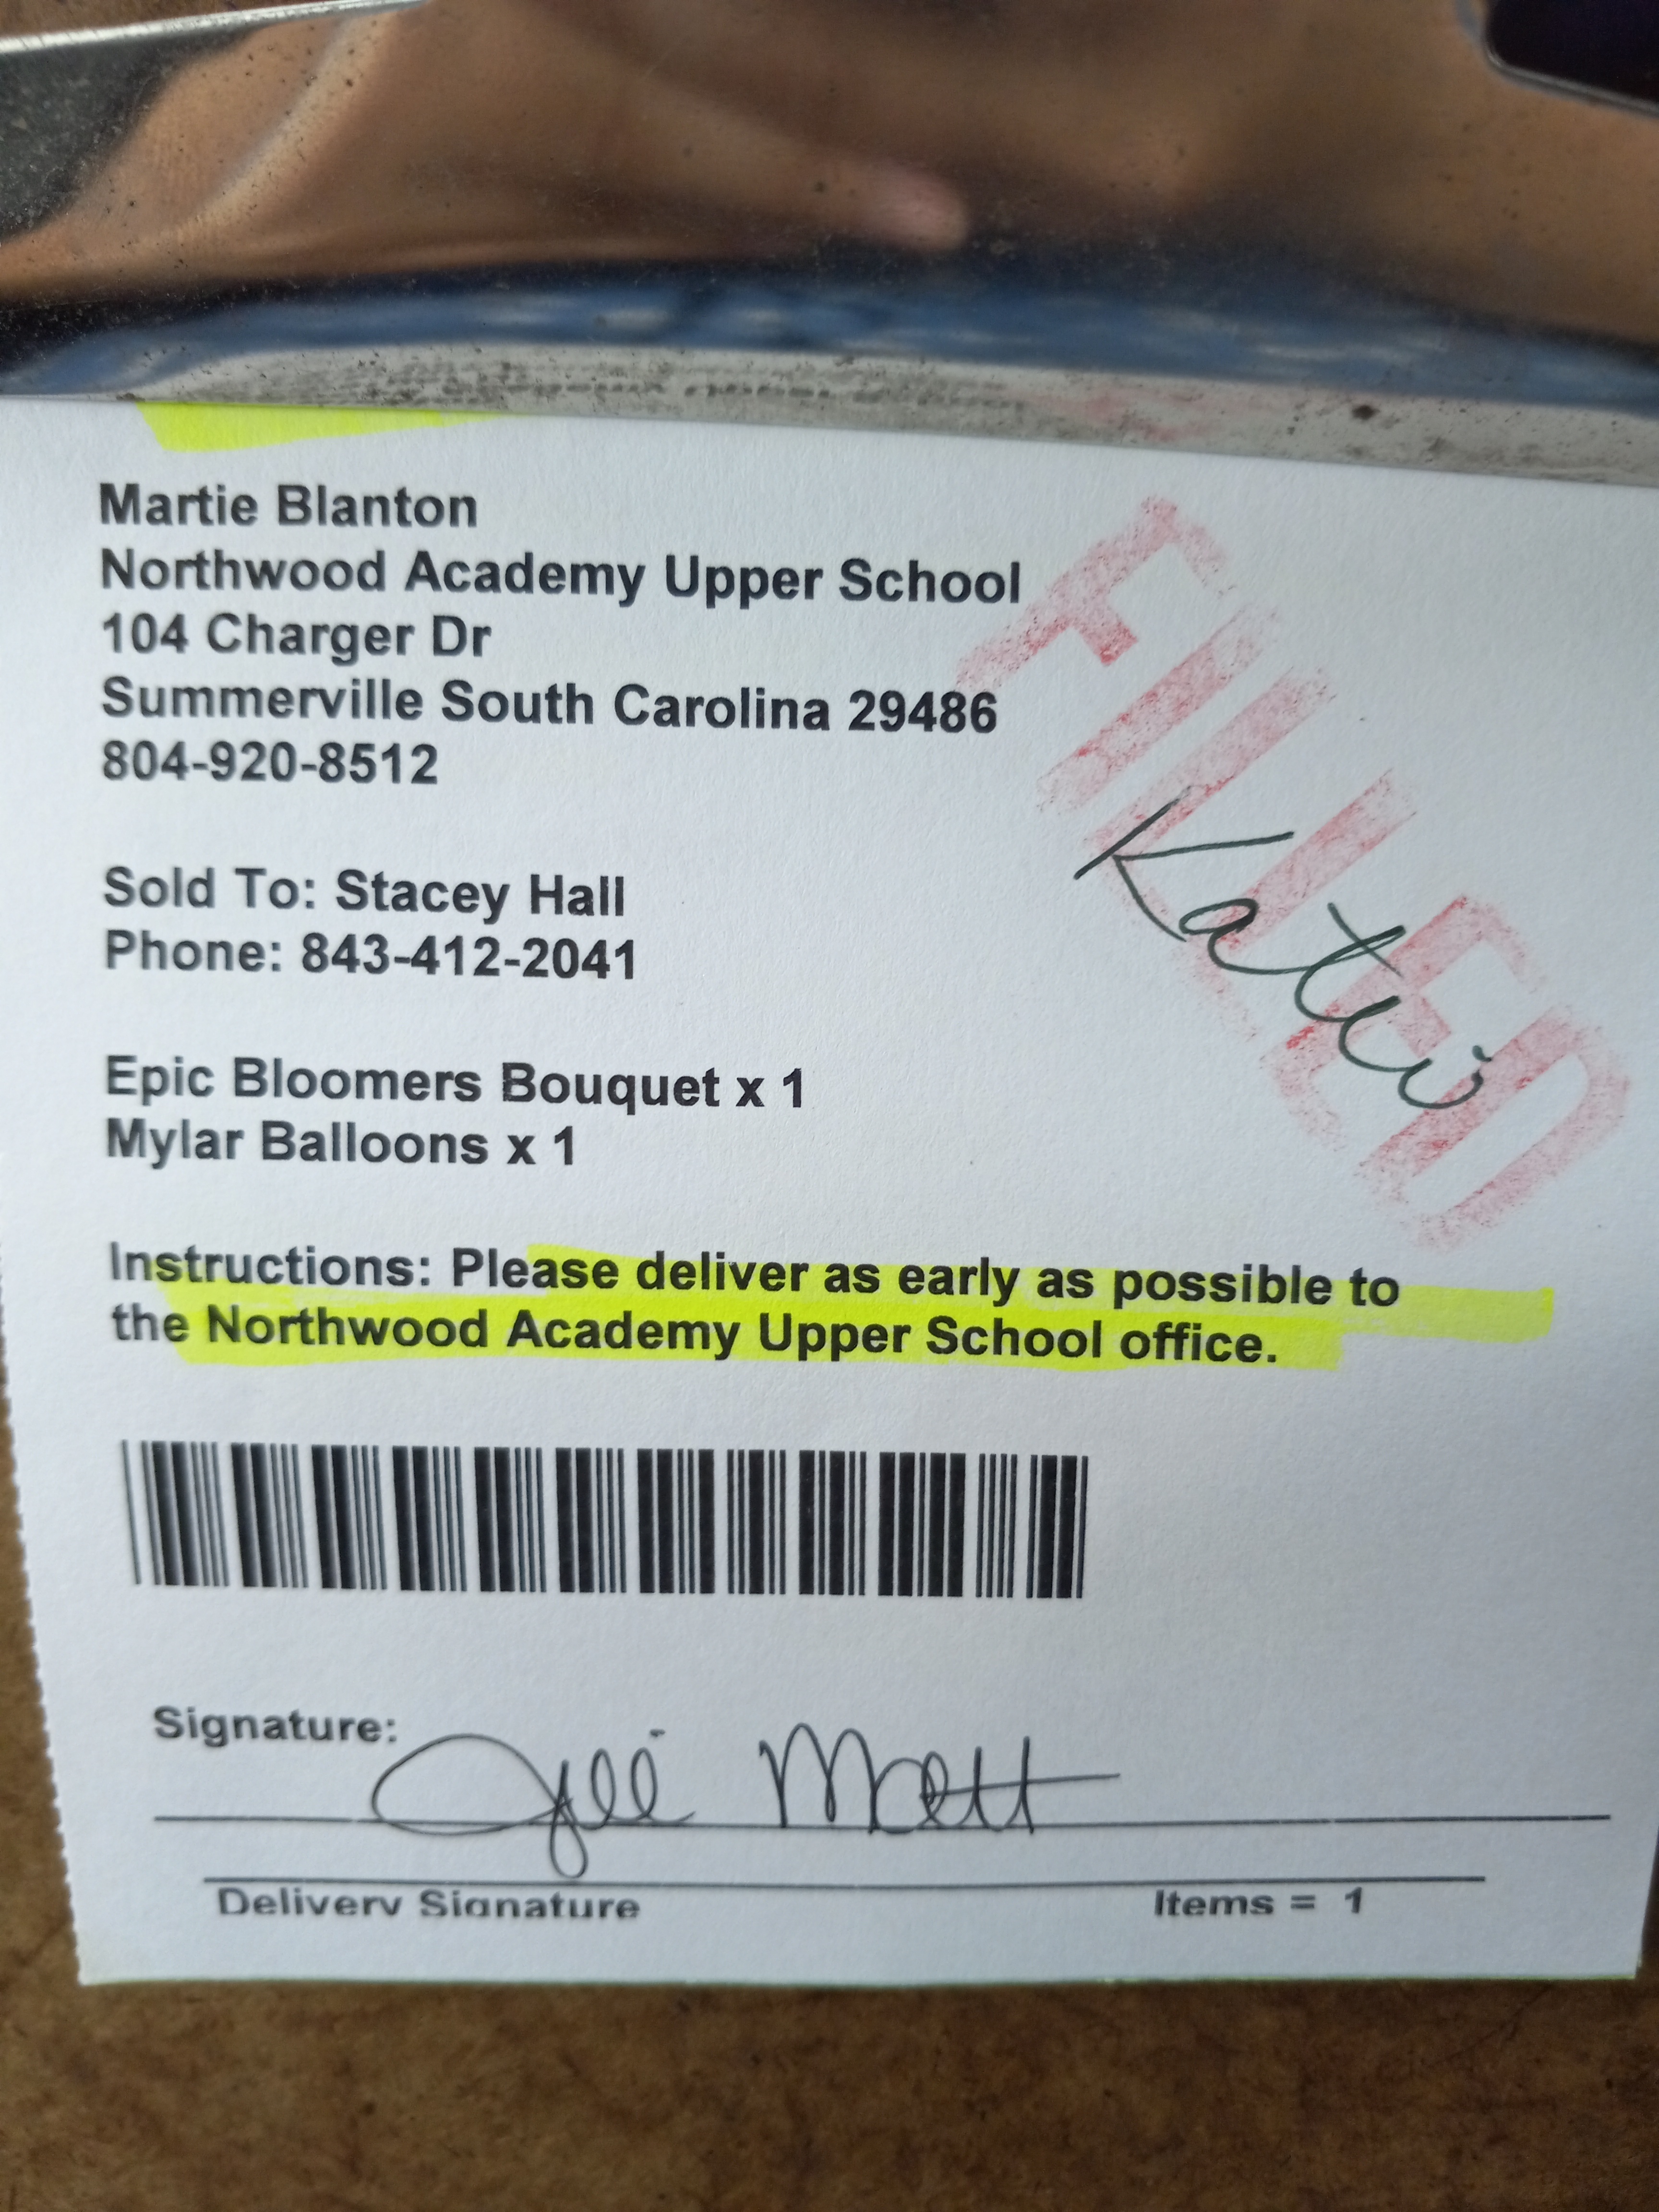 Martie Blanton
Northwood Academy Upper School
104 Charger Dr
Summerville South Carolina 29486
804-920-8512
FILLED
Sold To: Stacey Hall
Phone: 843-412-2041
Epic Bloomers Bouquet x 1
Mylar Balloons x 1
Instructions: Please deliver as early as possible to
the Northwood Academy Upper School office.
Signature:
Delivery Signature
Items = 1